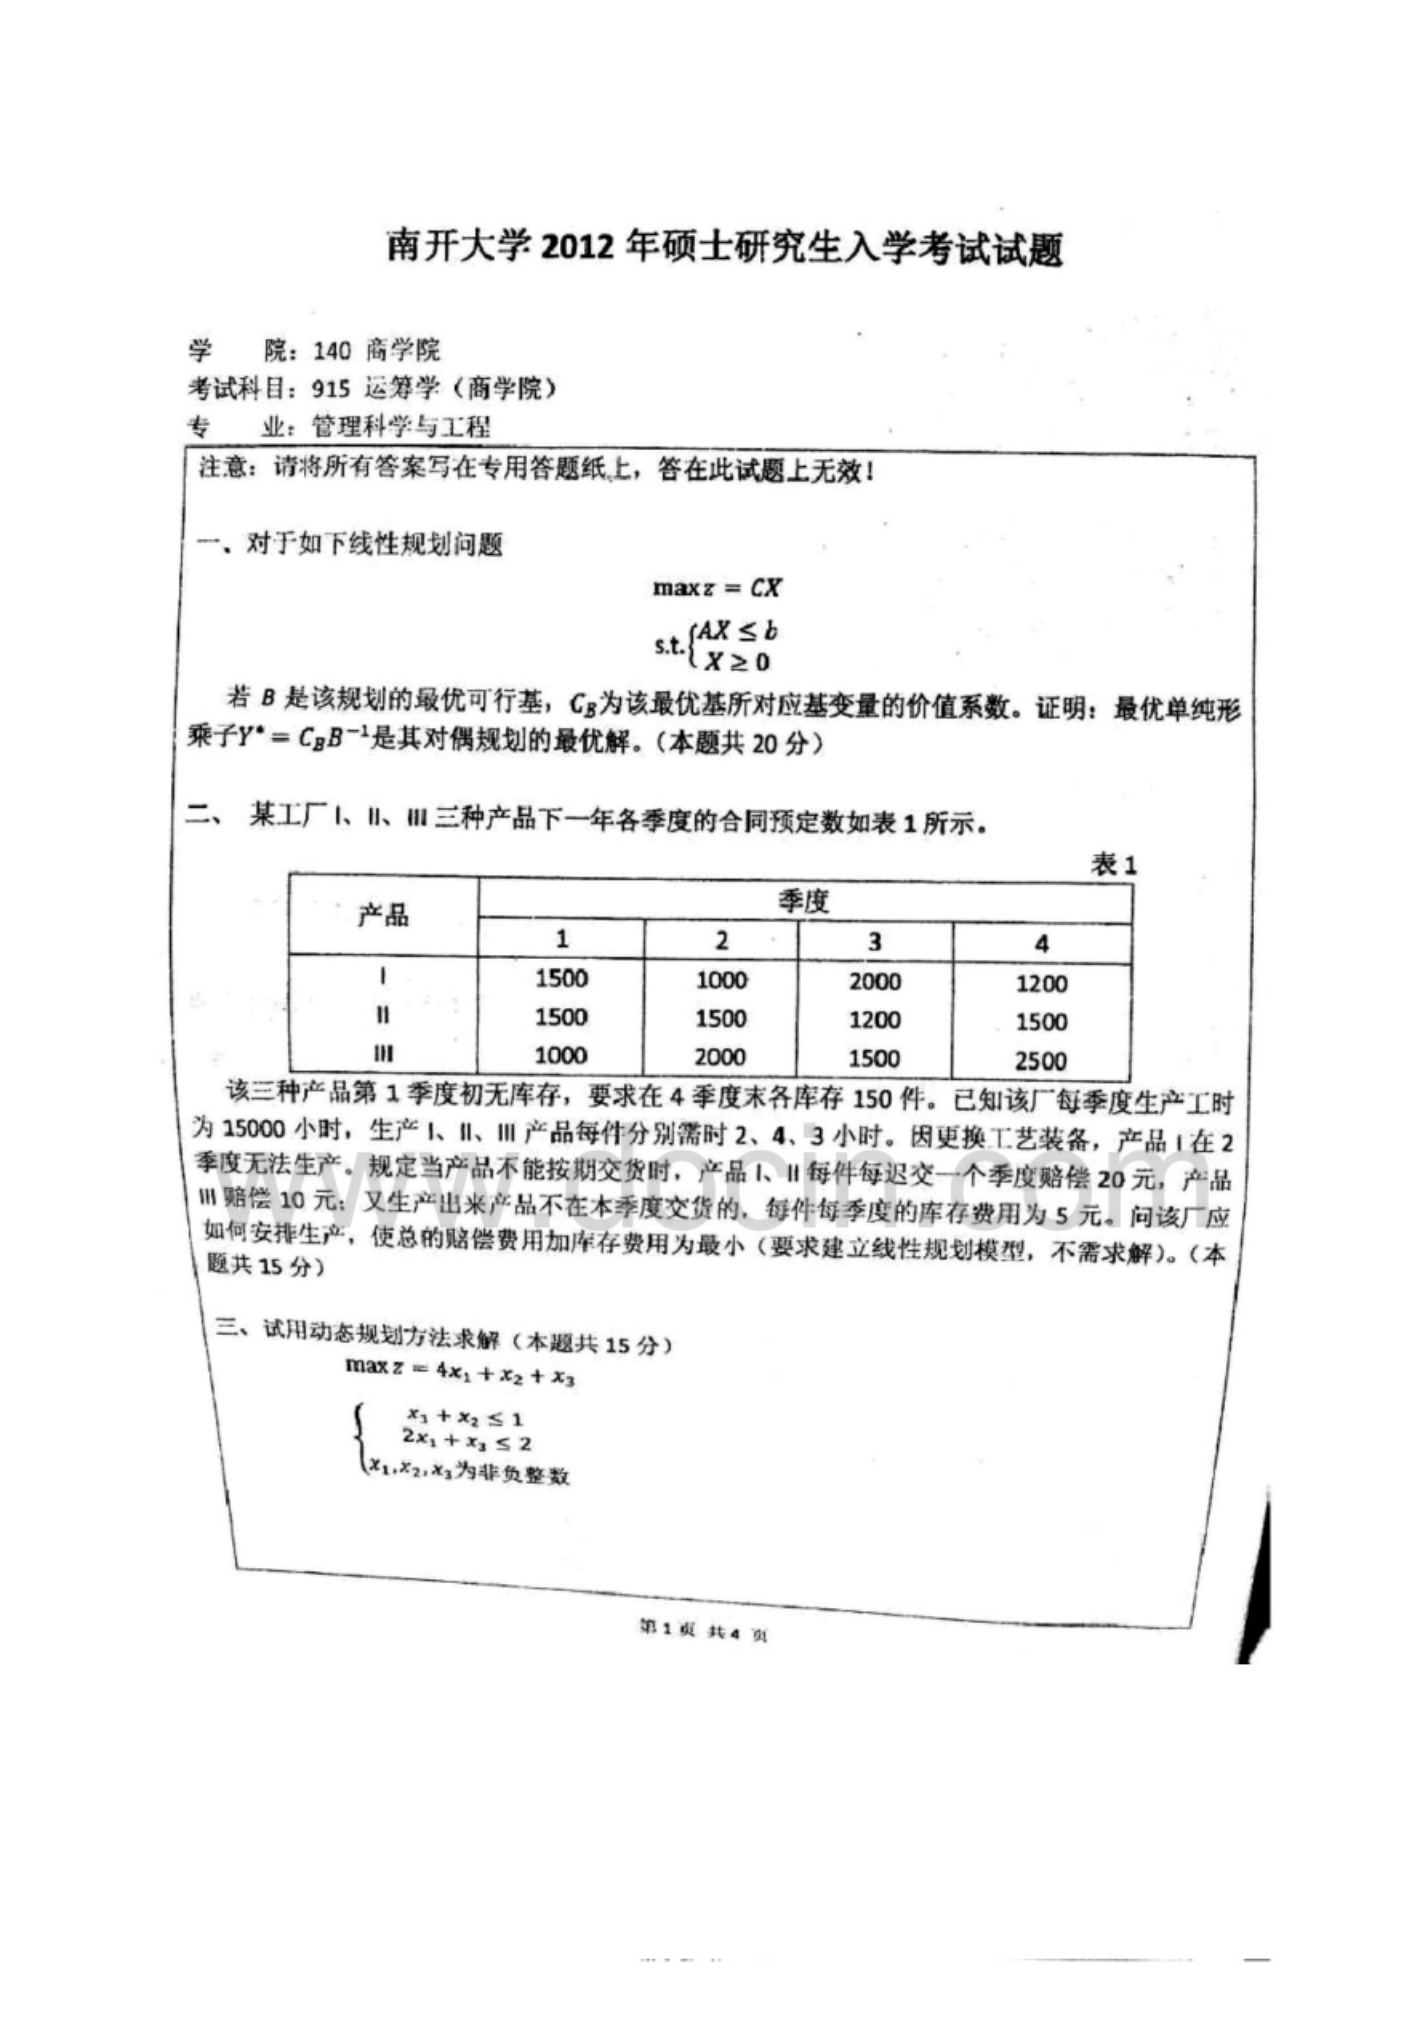 南开大学 2012 年硕士研究生入学考试试题
学 院：140 商学院
考试科目：915 运筹学（商学院）
专 业：管理科学与工程
注意：请将所有答案写在专用答题纸上，答在此试题上无效！
一、对于如下线性规划问题
max z = CX
s.t. { AX ≤ b
X ≥ 0
若 B 是该规划的最优可行基，C_B为该最优基所对应基变量的价值系数。证明：最优单纯形
乘子Y* = C_B B⁻¹是其对偶规划的最优解。（本题共 20 分）
二、 某工厂 I、II、III 三种产品下一年各季度的合同预定数如表 1 所示。
表 1
产品 季度
1 2 3 4
I 1500 1000 2000 1200
II 1500 1500 1200 1500
III 1000 2000 1500 2500
该三种产品第 1 季度初无库存，要求在 4 季度末各库存 150 件。已知该厂每季度生产工时
为 15000 小时，生产 I、II、III 产品每件分别需时 2、4、3 小时。因更换工艺装备，产品 I 在 2
季度无法生产。规定当产品不能按期交货时，产品 I、II 每件每迟交一个季度赔偿 20 元，产品
III 赔偿 10 元；又生产出来产品不在本季度交货的，每件每季度的库存费用为 5 元。问该厂应
如何安排生产，使总的赔偿费用加库存费用为最小（要求建立线性规划模型，不需求解）。（本
题共 15 分）
三、试用动态规划方法求解（本题共 15 分）
max z = 4x₁ + x₂ + x₃
x₁ + x₂ ≤ 1
2x₁ + x₃ ≤ 2
x₁, x₂, x₃为非负整数
第 1 页 共 4 页
www.docin.com